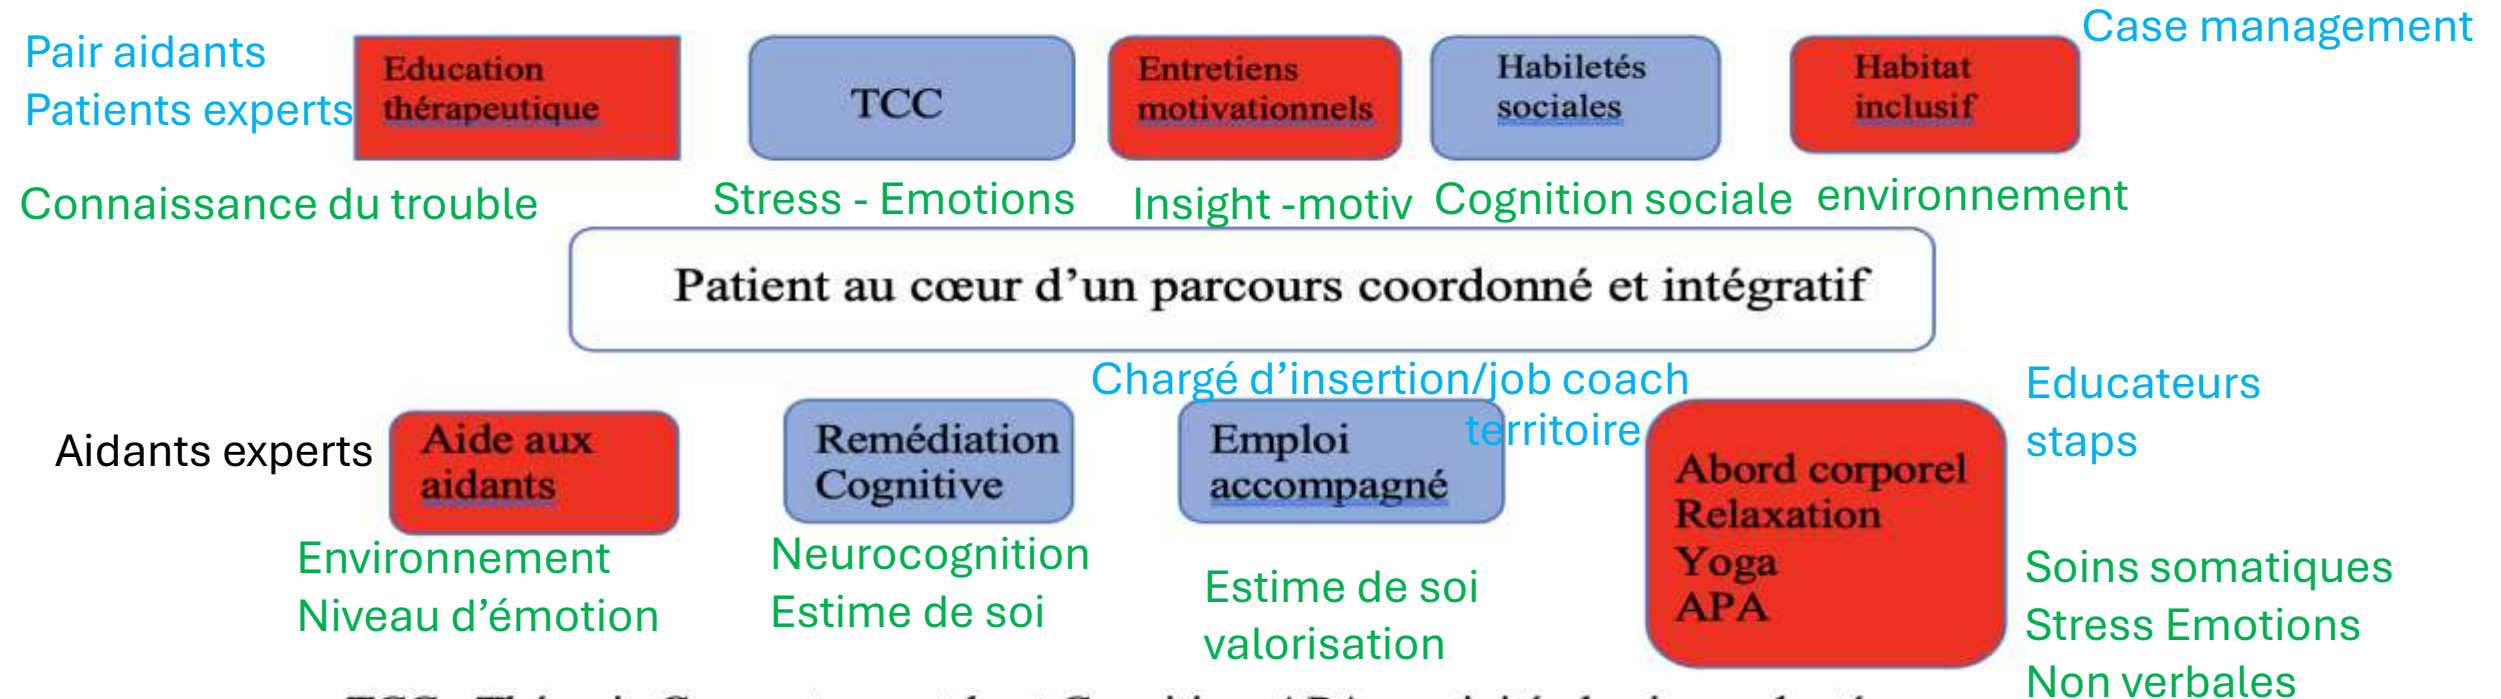 Case management
Pair aidants
Patients experts
Education
thérapeutique
TCC
Entretiens
motivationnels
Habiletés
sociales
Habitat
inclusif
Connaissance du trouble
Stress - Emotions
Insight -motiv
Cognition sociale
environnement
Patient au cœur d’un parcours coordonné et intégratif
Chargé d’insertion/job coach
territoire
Educateurs
staps
Aidants experts
Aide aux
aidants
Remédiation
Cognitive
Emploi
accompagné
Abord corporel
Relaxation
Yoga
APA
Environnement
Niveau d’émotion
Neurocognition
Estime de soi
Estime de soi
valorisation
Soins somatiques
Stress Emotions
Non verbales